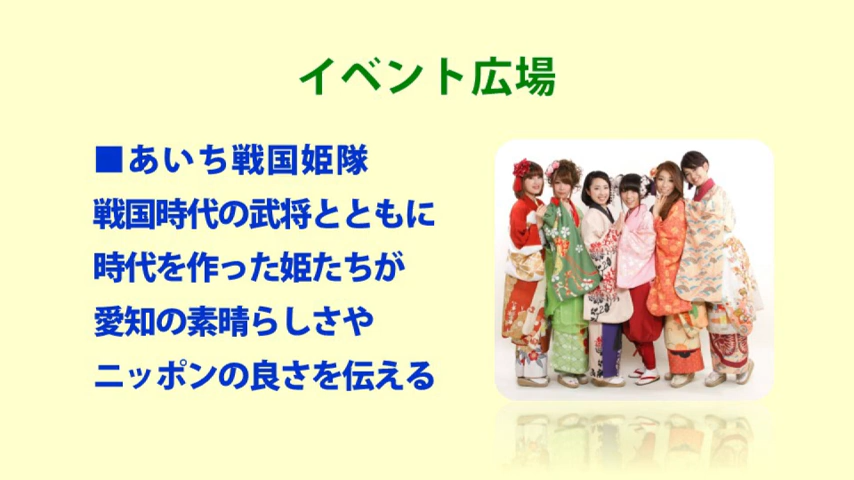 イベント広場
■あいち戦国姫隊
戦国時代の武将とともに
時代を作った姫たちが
愛知の素晴らしさや
ニッポンの良さを伝える